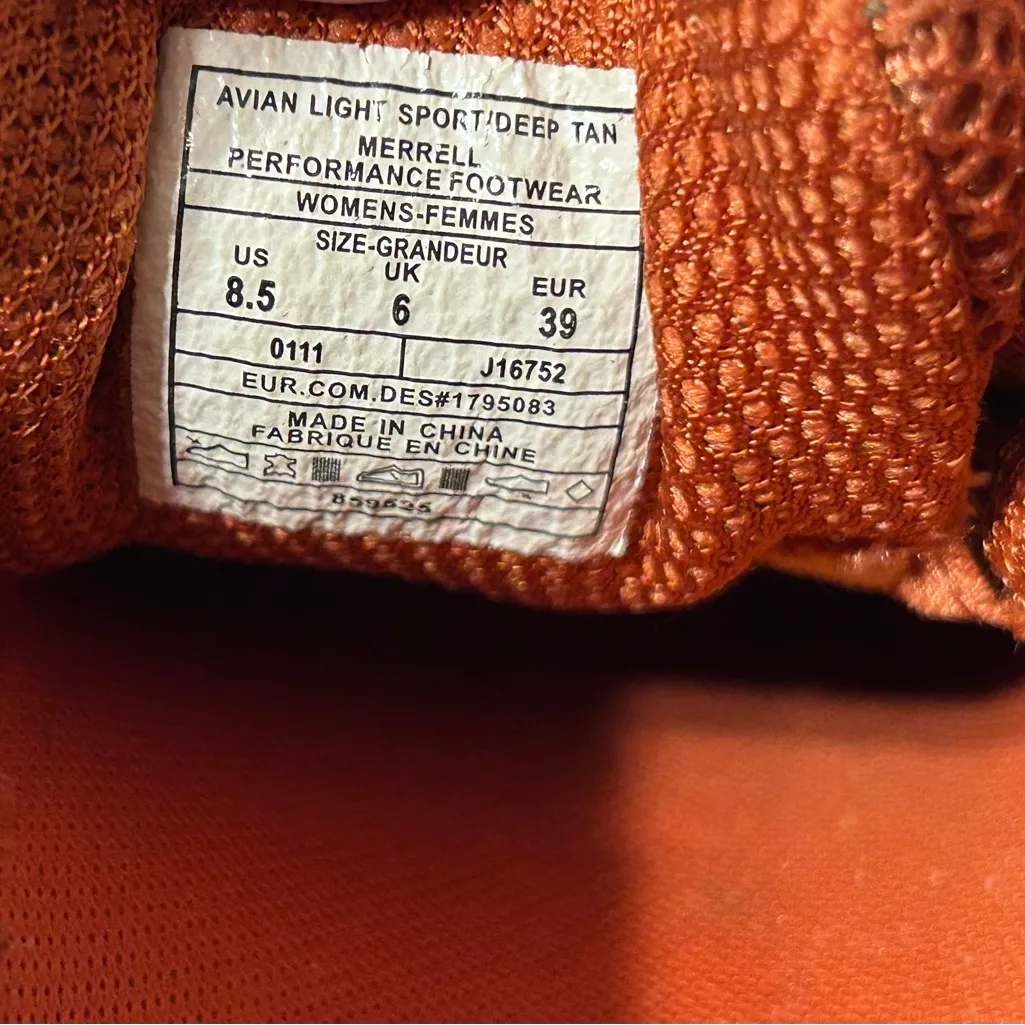 AVIAN LIGHT SPORT/DEEP TAN
MERRELL
PERFORMANCE FOOTWEAR
WOMENS-FEMMES
SIZE-GRANDEUR
US UK EUR
8.5 6 39
0111 J16752
EUR.COM.DES#1795083
MADE IN CHINA
FABRIQUE EN CHINE